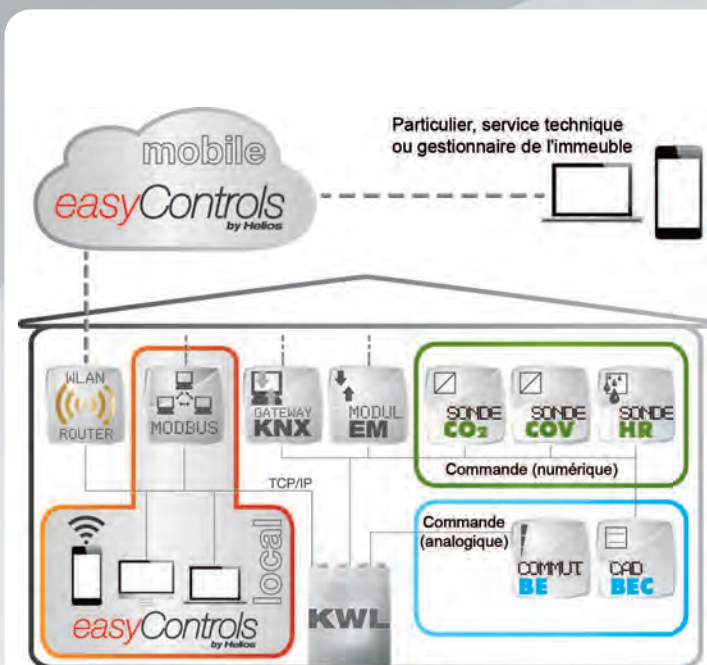 mobile
easyControls
by Helios
Particulier, service technique
ou gestionnaire de l'immeuble
WLAN
ROUTER
MODBUS
GATEWAY
KNX
MODUL
EM
SONDE
CO₂
SONDE
COV
SONDE
HR
Commande (numérique)
TCP/IP
local
easyControls
by Helios
KWL
Commande
(analogique)
COMMUT
BE
CAD
BEC